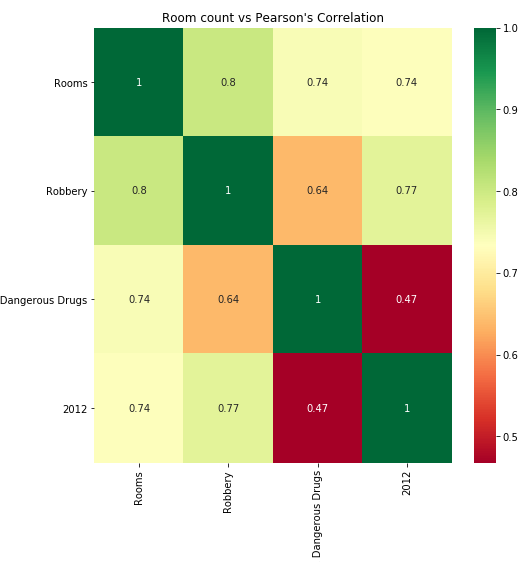 Room count vs Pearson's Correlation
1.0
Rooms 1 0.8 0.74 0.74
0.9
Robbery 0.8 1 0.64 0.77
0.8
0.7
Dangerous Drugs 0.74 0.64 1 0.47
0.6
2012 0.74 0.77 0.47 1
0.5
Rooms
Robbery
Dangerous Drugs
2012